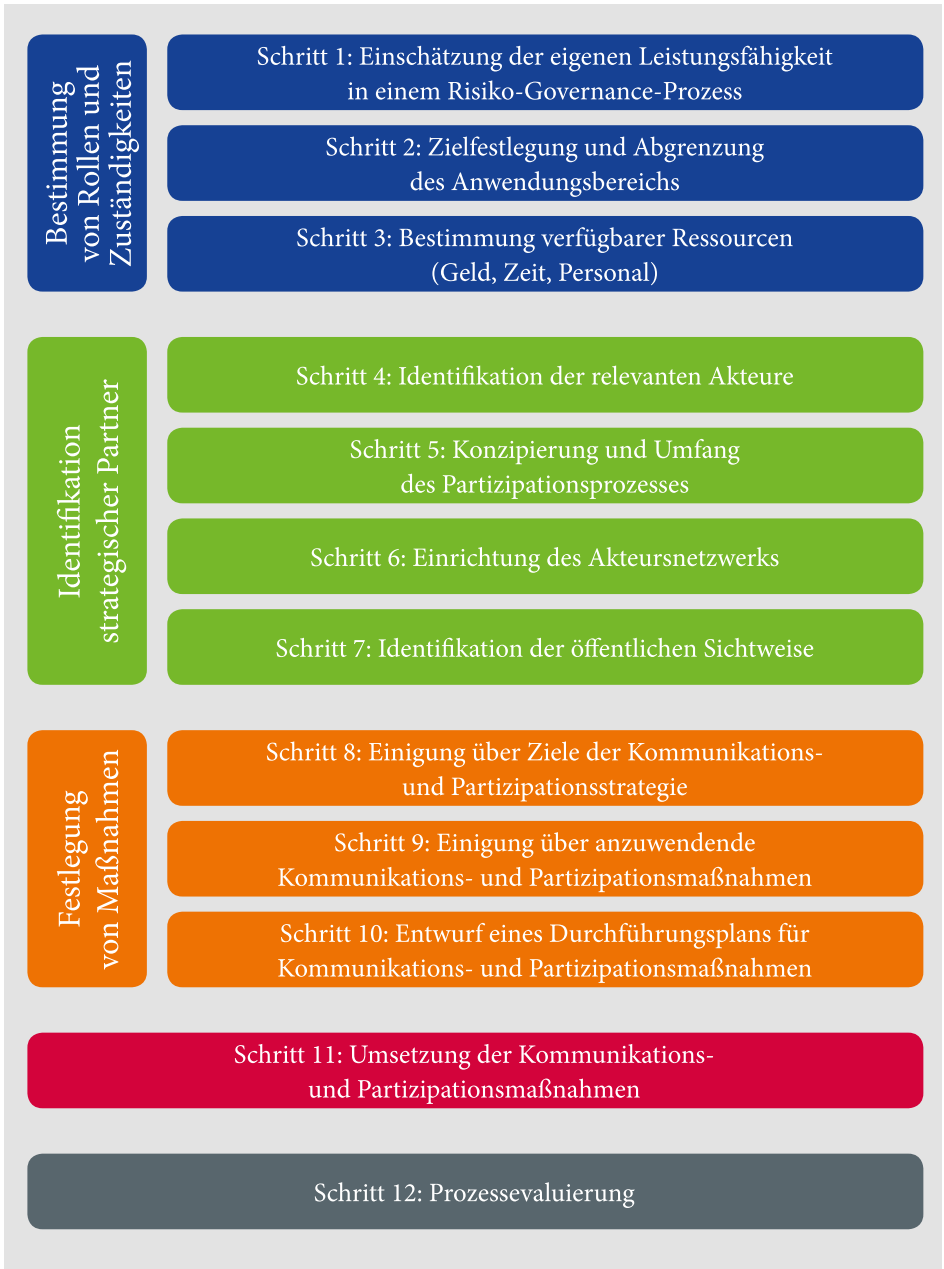 Bestimmung
von Rollen und
Zuständigkeiten
Schritt 1: Einschätzung der eigenen Leistungsfähigkeit
in einem Risiko-Governance-Prozess
Schritt 2: Zielfestlegung und Abgrenzung
des Anwendungsbereichs
Schritt 3: Bestimmung verfügbarer Ressourcen
(Geld, Zeit, Personal)
Identifikation
strategischer Partner
Schritt 4: Identifikation der relevanten Akteure
Schritt 5: Konzipierung und Umfang
des Partizipationsprozesses
Schritt 6: Einrichtung des Akteursnetzwerks
Schritt 7: Identifikation der öffentlichen Sichtweise
Festlegung
von Maßnahmen
Schritt 8: Einigung über Ziele der Kommunikations-
und Partizipationsstrategie
Schritt 9: Einigung über anzuwendende
Kommunikations- und Partizipationsmaßnahmen
Schritt 10: Entwurf eines Durchführungsplans für
Kommunikations- und Partizipationsmaßnahmen
Schritt 11: Umsetzung der Kommunikations-
und Partizipationsmaßnahmen
Schritt 12: Prozessevaluierung